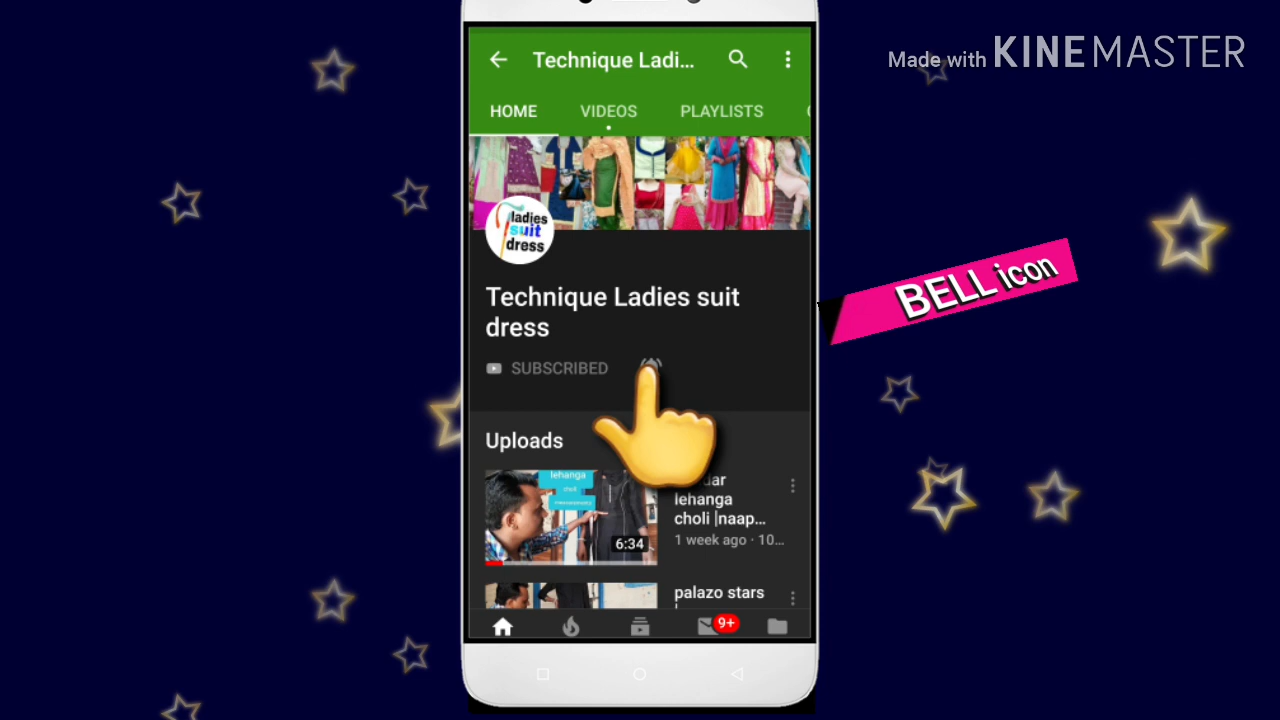 Made with KINEMASTER
Technique Ladi...
HOME VIDEOS PLAYLISTS
ladies
suit
dress
Technique Ladies suit
dress
SUBSCRIBED
BELL icon
Uploads
lehanga
choli
lehanga
choli |naap...
1 week ago · 10...
6:34
palazo stars
9+